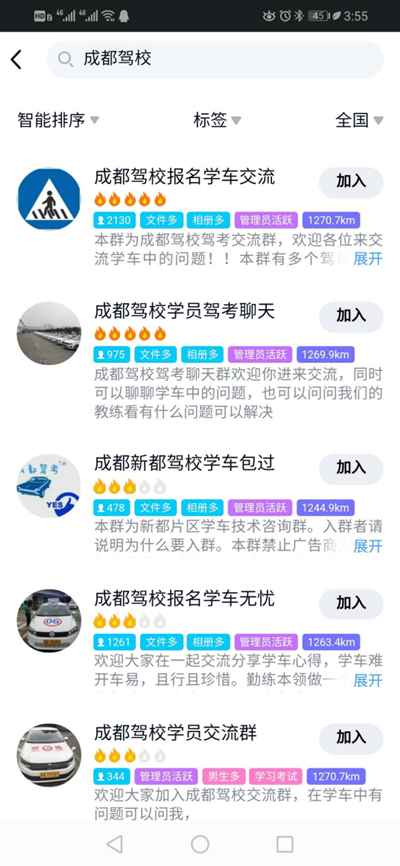 HD B 4G 4G 45 3:55
成都驾校
智能排序 标签 全国
成都驾校报名学车交流 加入
2130 文件多 相册多 管理员活跃 1270.7km
本群为成都驾校驾考交流群，欢迎各位来交
流学车中的问题！！本群有多个驾 展开
成都驾校学员驾考聊天 加入
975 文件多 相册多 管理员活跃 1269.9km
成都驾校驾考聊天群欢迎你进来交流，同时
可以聊聊学车中的问题，也可以问问我们的
教练看有什么问题可以解决
驾考
YES
成都新都驾校学车包过 加入
478 文件多 相册多 管理员活跃 1244.9km
本群为新都片区学车技术咨询群。入群者请
说明为什么要入群。本群禁止广告商 展开
成都驾校报名学车无忧 加入
1261 文件多 相册多 管理员活跃 1263.4km
欢迎大家在一起交流分享学车心得，学车难
开车易，且行且珍惜。勤练本领做一 展开
成都驾校学员交流群 加入
344 管理员活跃 男生多 学习考试 1270.7km
欢迎大家加入成都驾校交流群，在学车中有
问题可以问我，